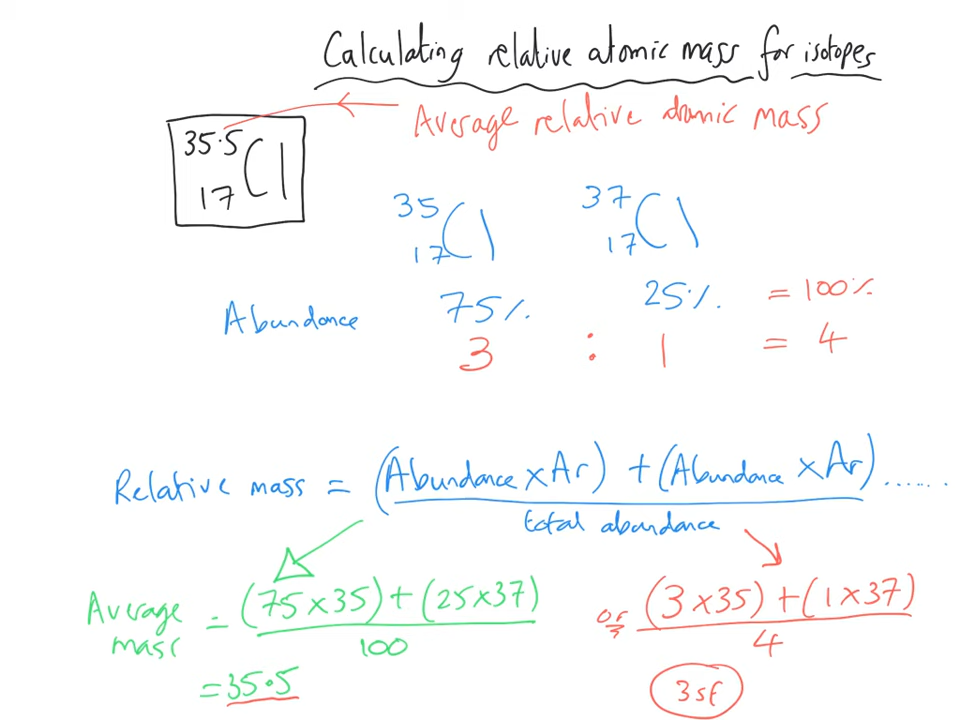 Calculating relative atomic mass for isotopes
Average relative atomic mass
35.5
17 Cl
35 37
17 Cl 17 Cl
Abundance 75% 25% = 100%
3 : 1 = 4
Relative mass = (Abundance × Ar) + (Abundance × Ar)......
total abundance
Average mass = (75 × 35) + (25 × 37)
100
= 35.5
or (3 × 35) + (1 × 37)
4
3 sf